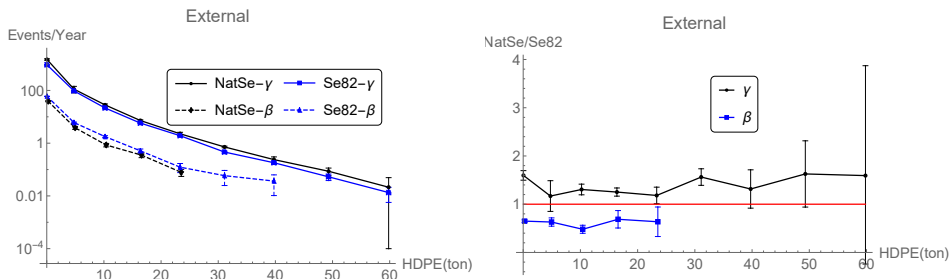 External
Events/Year
NatSe-γ
Se82-γ
NatSe-β
Se82-β
100
1
0.01
10⁻⁴
0 10 20 30 40 50 60
HDPE(ton)
External
NatSe/Se82
γ
β
4
3
2
1
0 10 20 30 40 50 60
HDPE(ton)